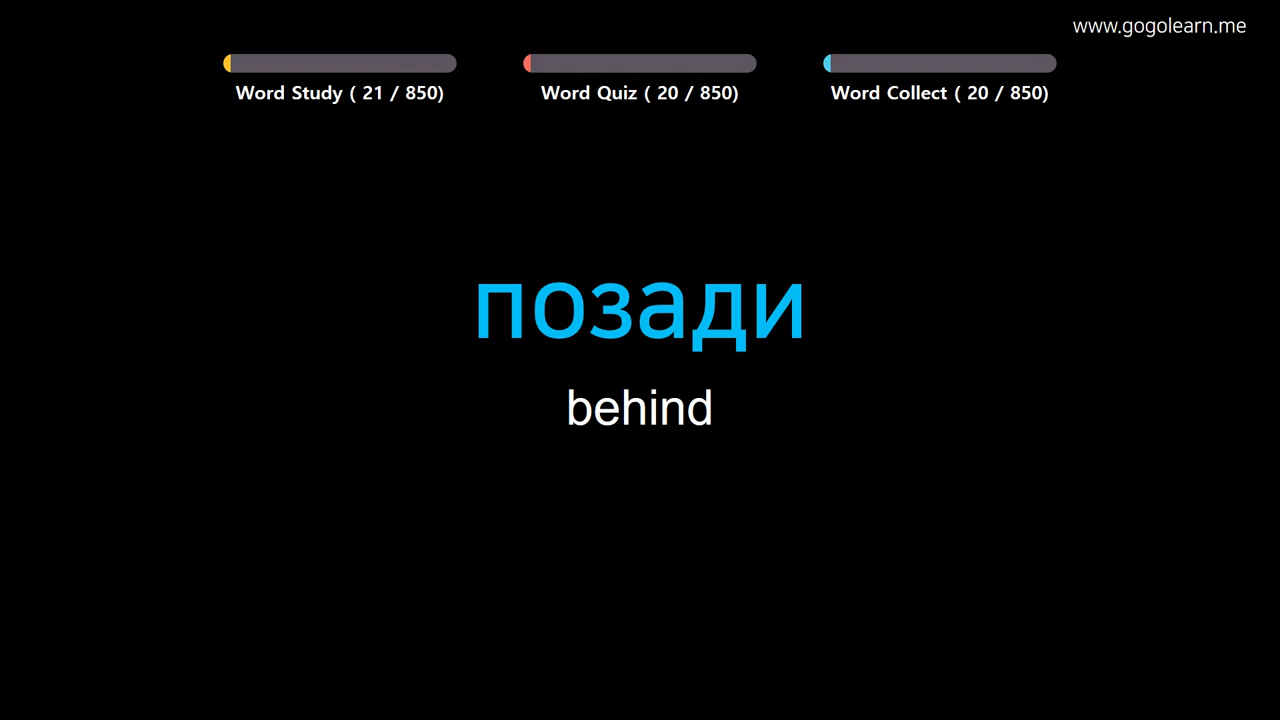 www.gogolearn.me
Word Study ( 21 / 850)
Word Quiz ( 20 / 850)
Word Collect ( 20 / 850)
позади
behind